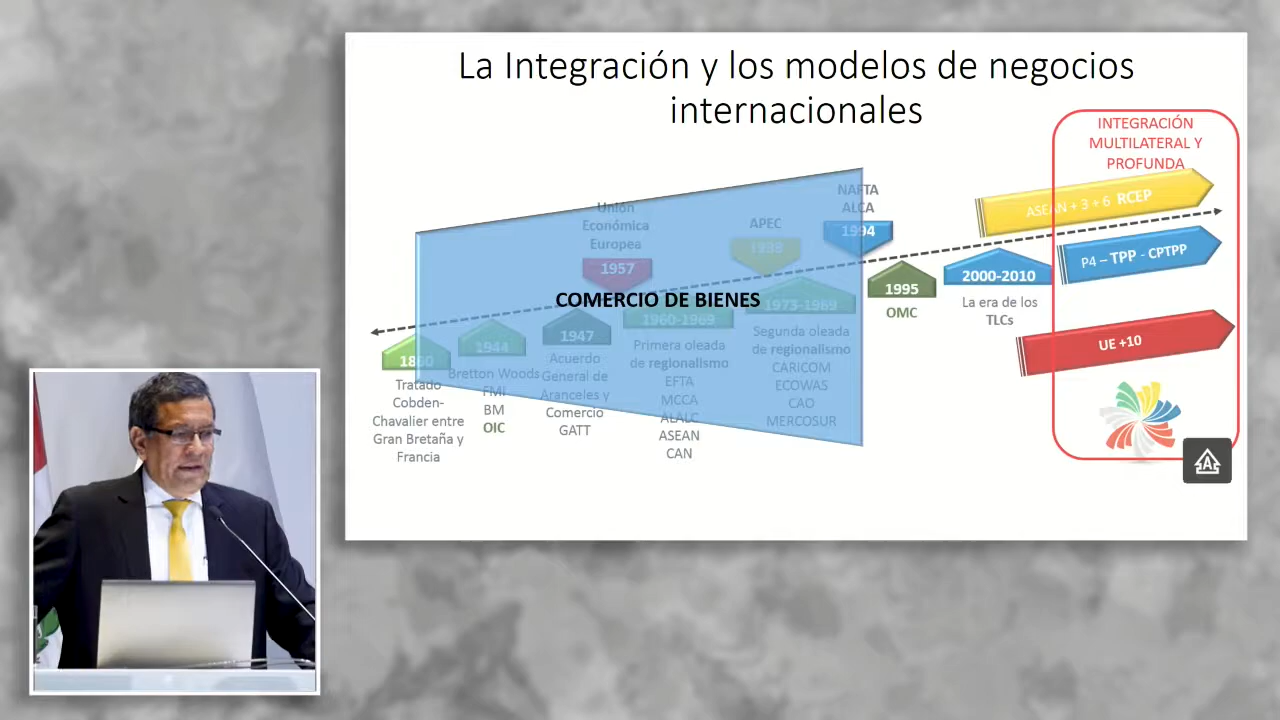 La Integración y los modelos de negocios
internacionales
INTEGRACIÓN
MULTILATERAL Y
PROFUNDA
ASEAN + 3 + 6 RCEP
P4 – TPP - CPTPP
UE +10
NAFTA
ALCA
1994
APEC
1989
Unión
Económica
Europea
1957
COMERCIO DE BIENES
1995
OMC
2000-2010
La era de los
TLCs
1860
Tratado
Cobden-
Chavalier entre
Gran Bretaña y
Francia
1944
Bretton Woods
FMI
BM
OIC
1947
Acuerdo
General de
Aranceles y
Comercio
GATT
1960-1969
Primera oleada
de regionalismo
EFTA
MCCA
ALALC
ASEAN
CAN
1973-1989
Segunda oleada
de regionalismo
CARICOM
ECOWAS
CAO
MERCOSUR
A